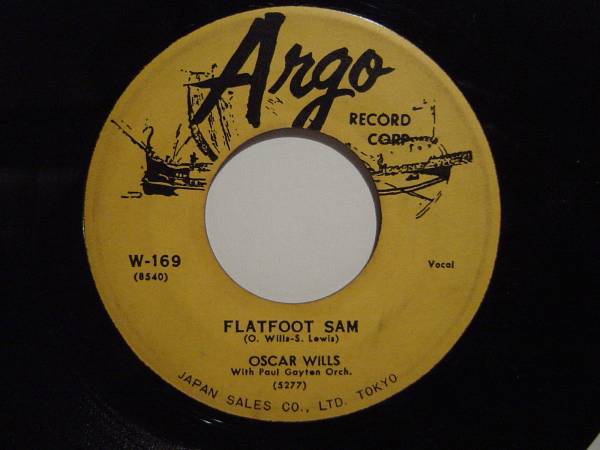 Argo
RECORD
CORP
W-169
(8540)
Vocal
FLATFOOT SAM
(O. Wills-S. Lewis)
OSCAR WILLS
With Paul Gayten Orch.
(5277)
JAPAN SALES CO., LTD. TOKYO